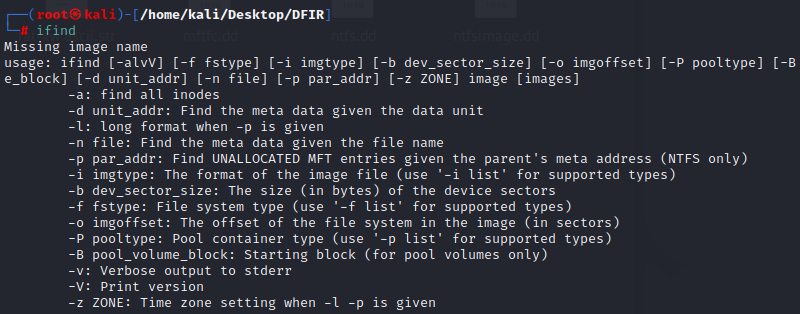 ┌──(root㉿kali)-[/home/kali/Desktop/DFIR]
└─# ifind
Missing image name
usage: ifind [-alvV] [-f fstype] [-i imgtype] [-b dev_sector_size] [-o imgoffset] [-P pooltype] [-B
e_block] [-d unit_addr] [-n file] [-p par_addr] [-z ZONE] image [images]
-a: find all inodes
-d unit_addr: Find the meta data given the data unit
-l: long format when -p is given
-n file: Find the meta data given the file name
-p par_addr: Find UNALLOCATED MFT entries given the parent's meta address (NTFS only)
-i imgtype: The format of the image file (use '-i list' for supported types)
-b dev_sector_size: The size (in bytes) of the device sectors
-f fstype: File system type (use '-f list' for supported types)
-o imgoffset: The offset of the file system in the image (in sectors)
-P pooltype: Pool container type (use '-p list' for supported types)
-B pool_volume_block: Starting block (for pool volumes only)
-v: Verbose output to stderr
-V: Print version
-z ZONE: Time zone setting when -l -p is given